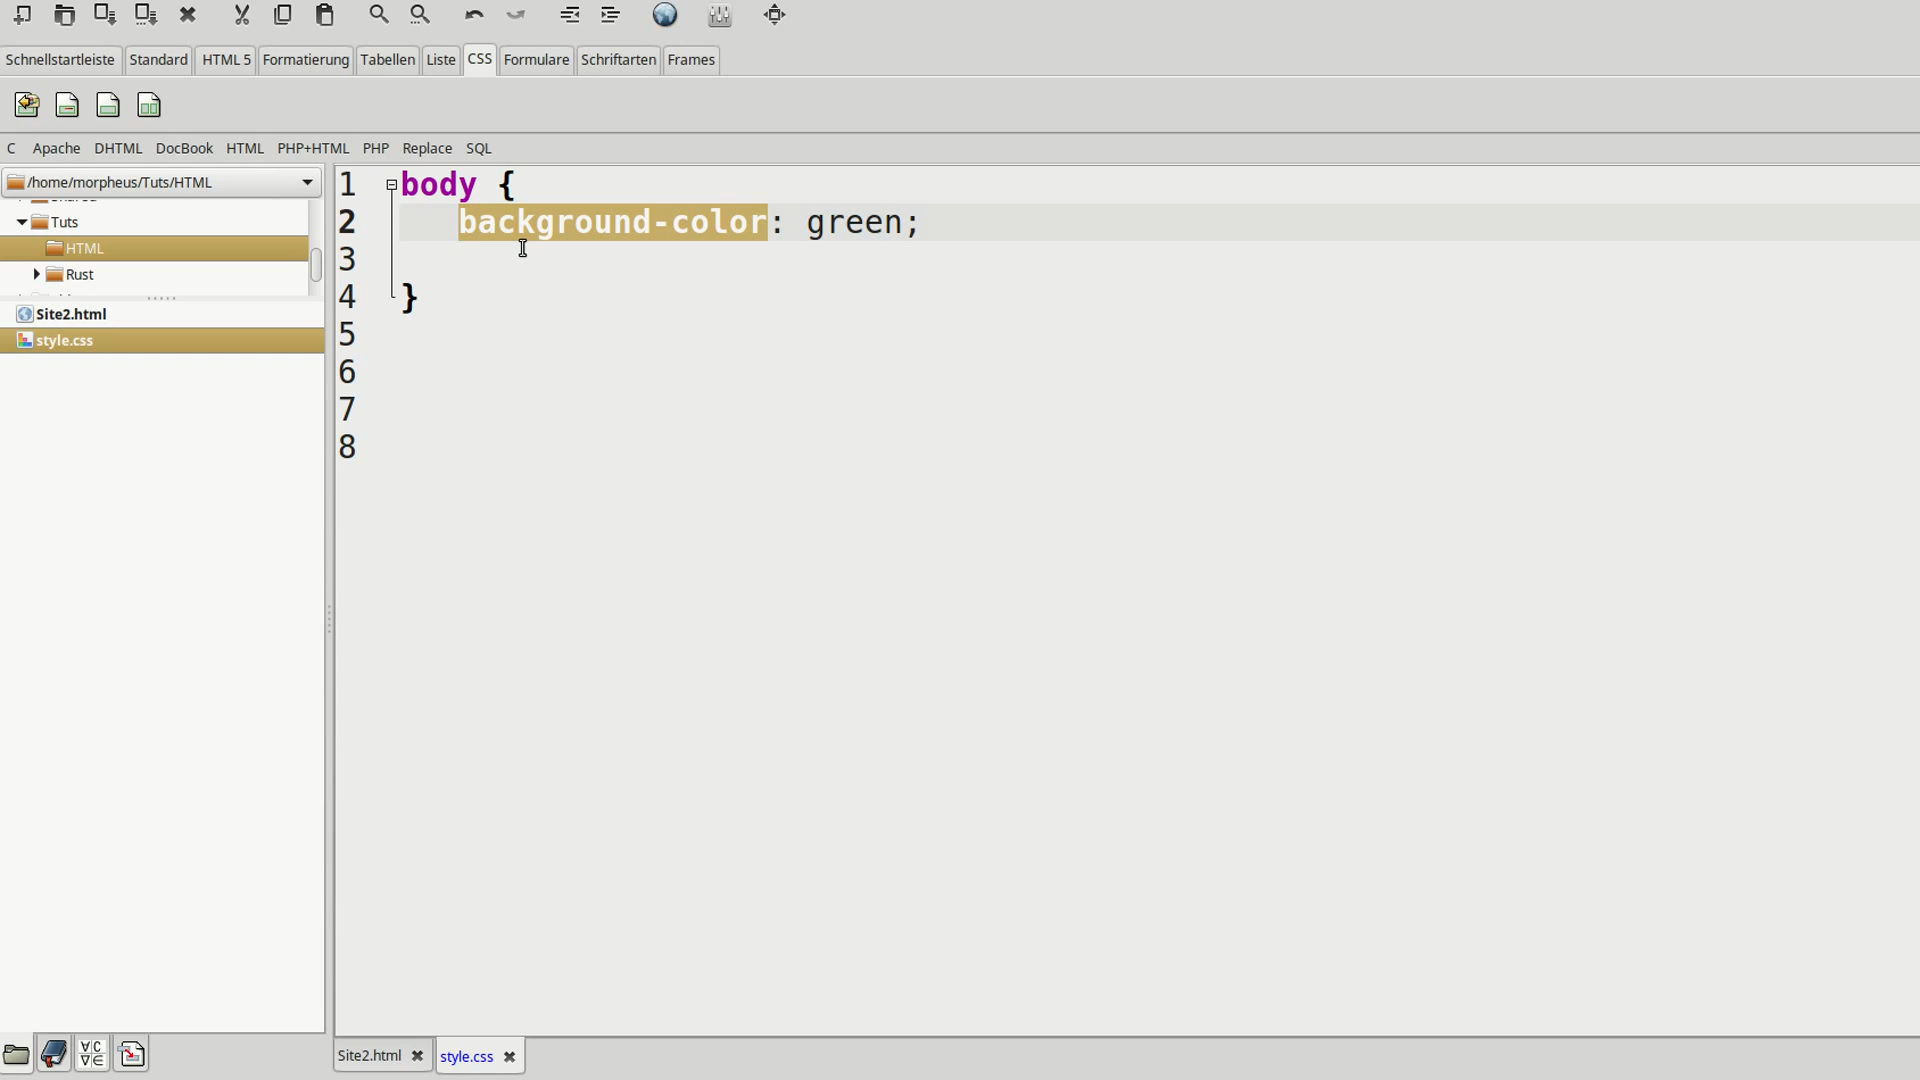 Schnellstartleiste Standard HTML 5 Formatierung Tabellen Liste CSS Formulare Schriftarten Frames
C Apache DHTML DocBook HTML PHP+HTML PHP Replace SQL
/home/morpheus/Tuts/HTML
Tuts
HTML
Rust
Site2.html
style.css
1 body {
2 background-color: green;
3
4 }
5
6
7
8
∀C
∇∈
Site2.html style.css